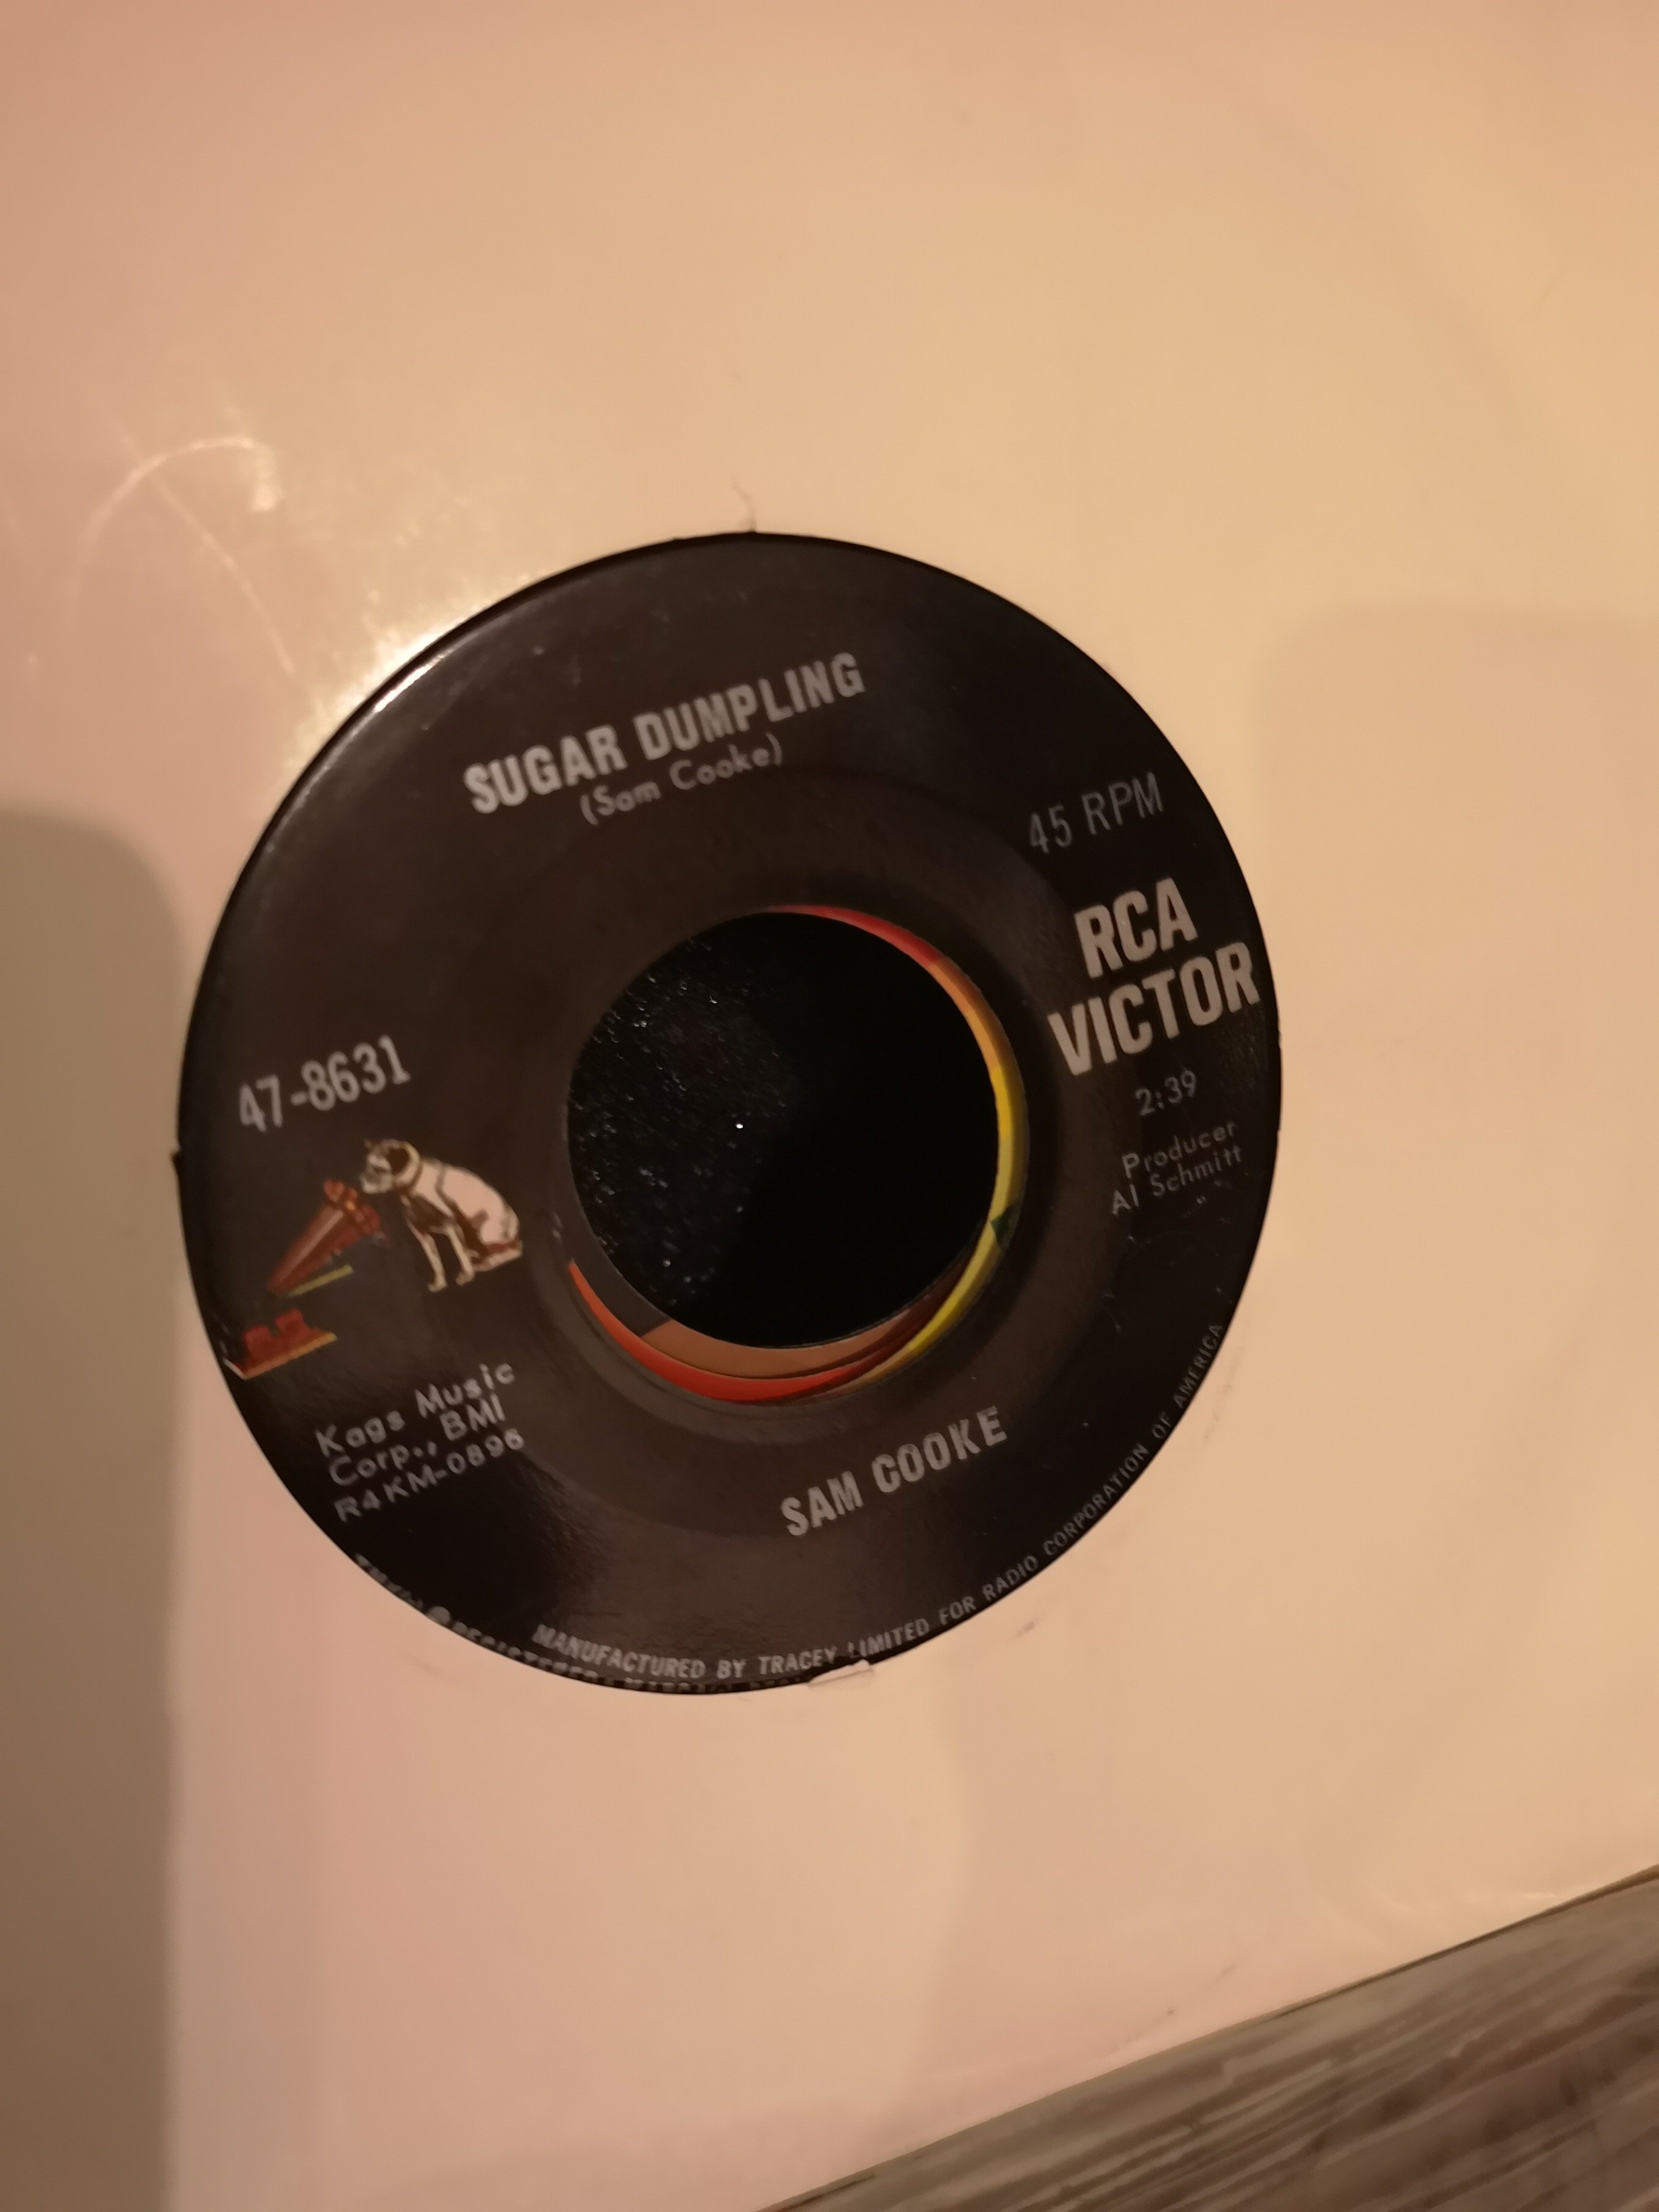 SUGAR DUMPLING
(Sam Cooke)
45 RPM
RCA
VICTOR
2:39
Producer
Al Schmitt
47-8631
Kags Music
Corp., BMI
R4KM-0896
SAM COOKE
MANUFACTURED BY TRACEY LIMITED FOR RADIO CORPORATION OF AMERICA